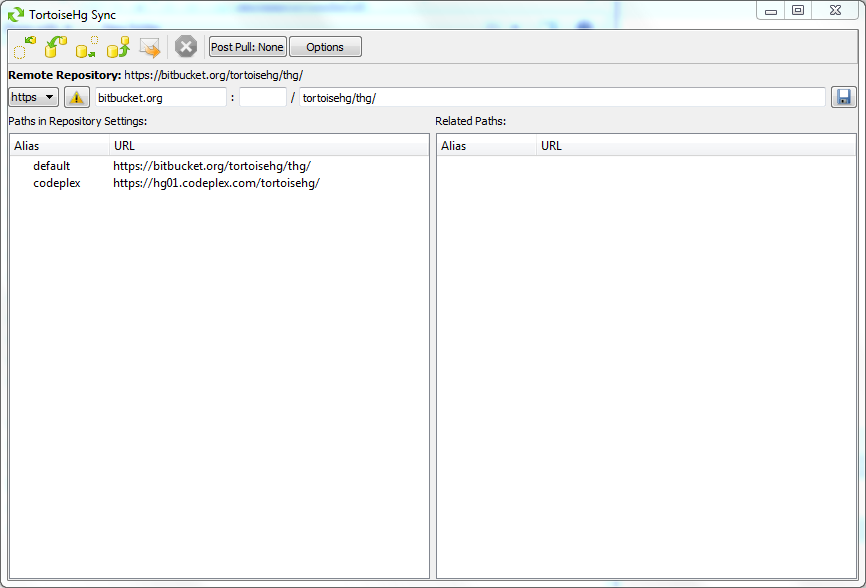 TortoiseHg Sync
Post Pull: None Options
Remote Repository: https://bitbucket.org/tortoisehg/thg/
https bitbucket.org : / tortoisehg/thg/
Paths in Repository Settings: Related Paths:
Alias URL Alias URL
default https://bitbucket.org/tortoisehg/thg/
codeplex https://hg01.codeplex.com/tortoisehg/